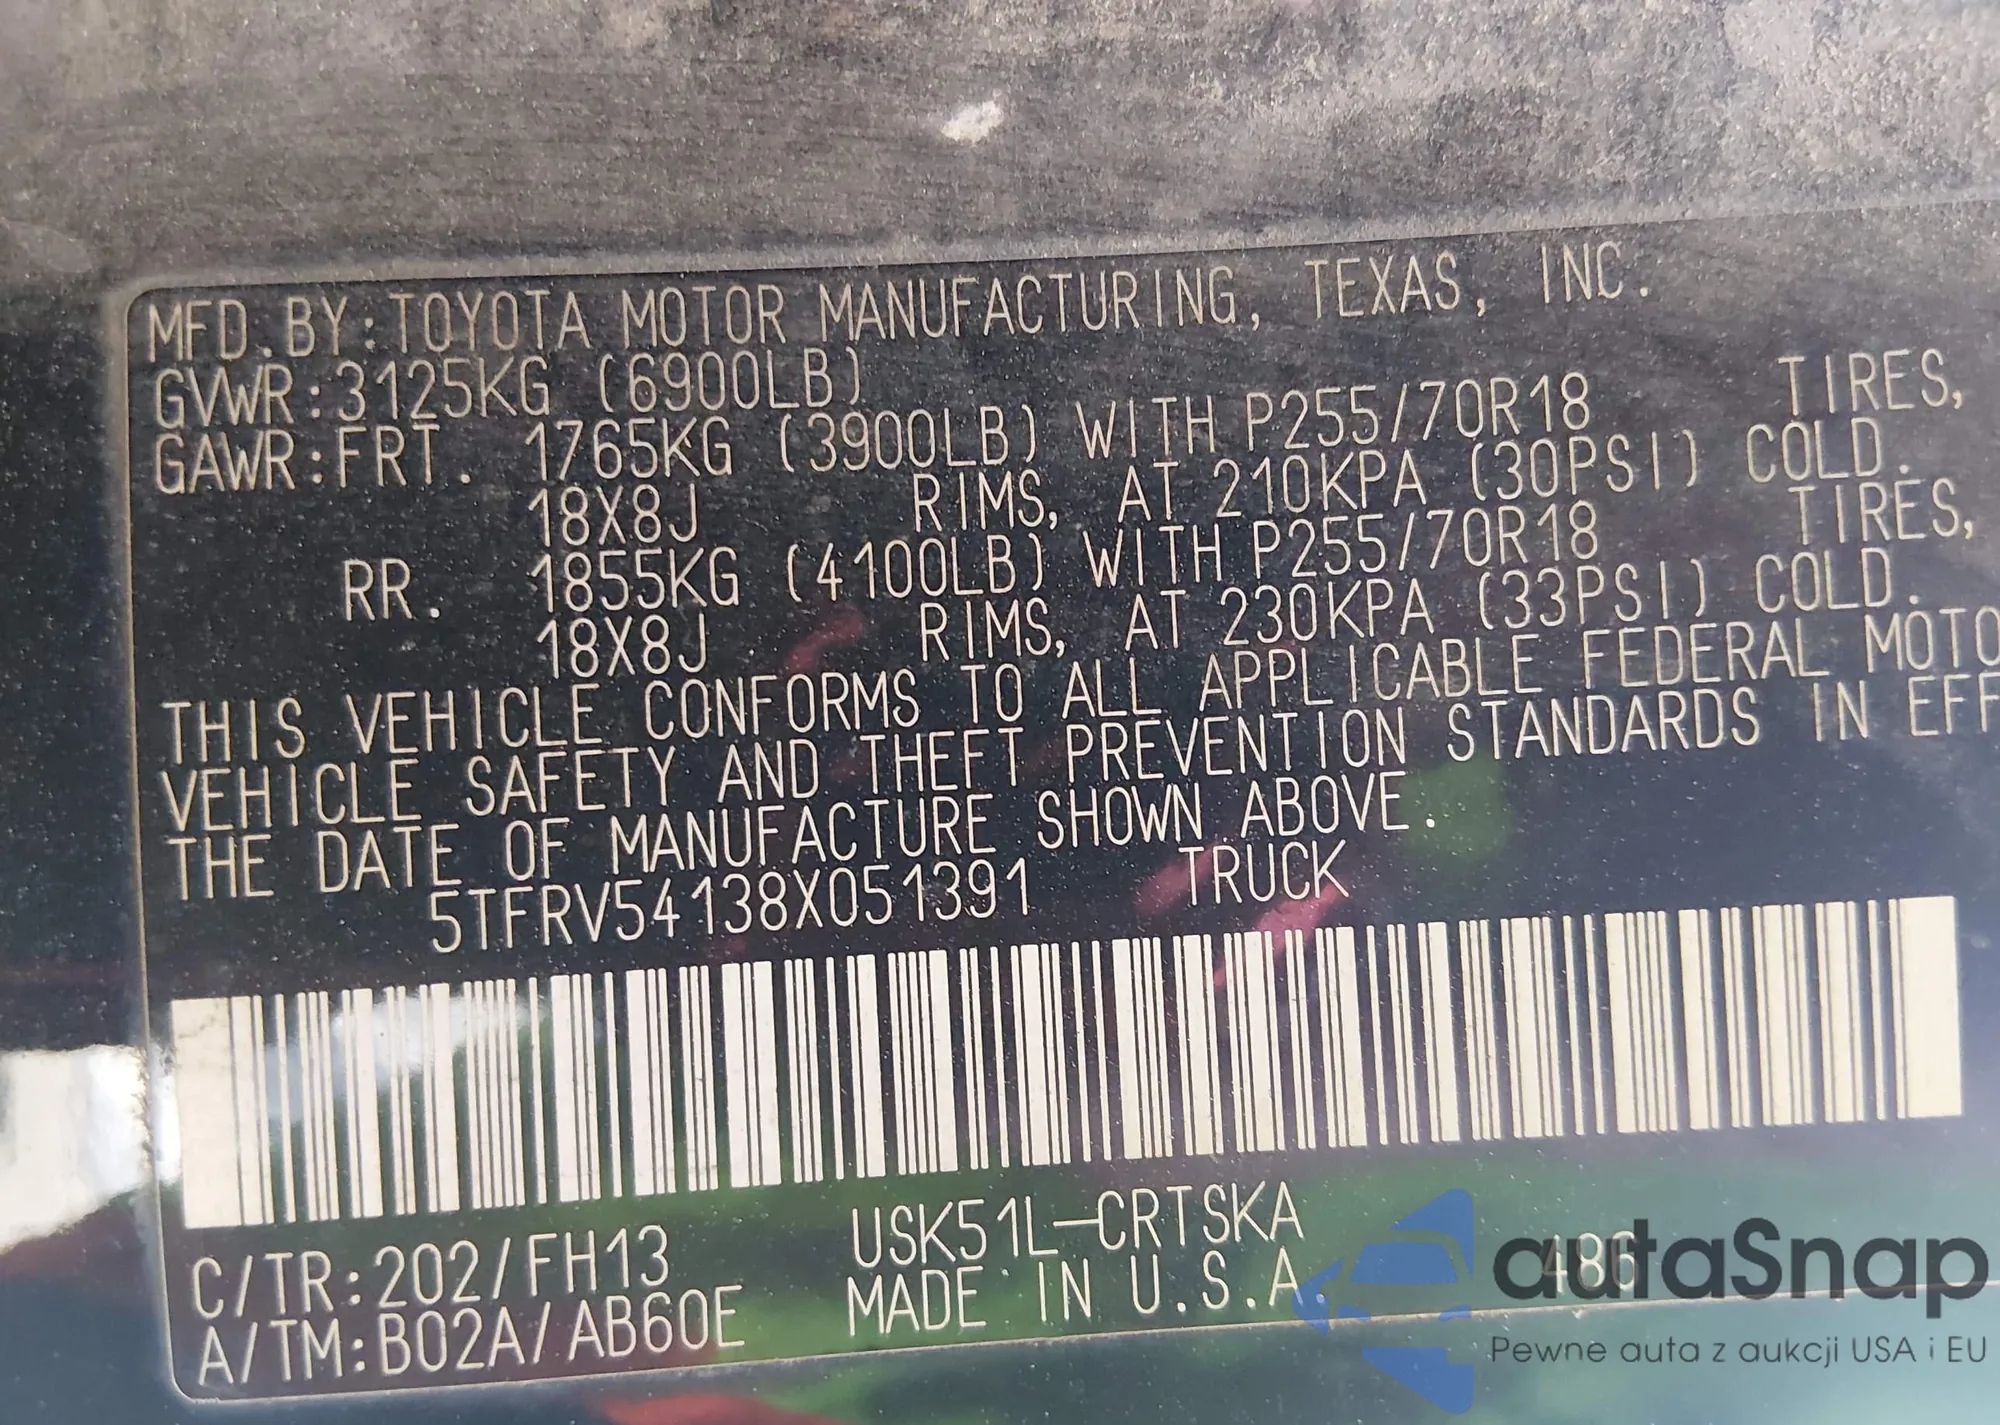 MFD. BY: TOYOTA MOTOR MANUFACTURING, TEXAS, INC.
GVWR: 3125KG (6900LB)
GAWR: FRT. 1765KG (3900LB) WITH P255/70R18 TIRES,
18X8J RIMS, AT 210KPA (30PSI) COLD.
RR. 1855KG (4100LB) WITH P255/70R18 TIRES,
18X8J RIMS, AT 230KPA (33PSI) COLD.
THIS VEHICLE CONFORMS TO ALL APPLICABLE FEDERAL MOTO
VEHICLE SAFETY AND THEFT PREVENTION STANDARDS IN EFF
THE DATE OF MANUFACTURE SHOWN ABOVE.
5TFRV54138X051391 TRUCK
C/TR: 202/FH13 USK51L-CRTSKA 486
A/TM: B02A/AB60E MADE IN U.S.A.
autaSnap
Pewne auta z aukcji USA i EU